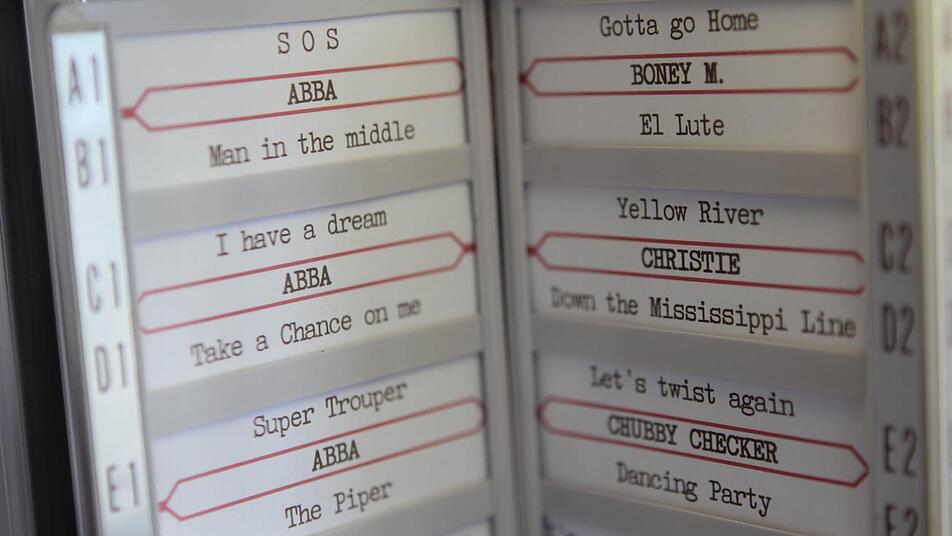 A1
S O S
ABBA
B1
Man in the middle
C1
I have a dream
ABBA
D1
Take a Chance on me
E1
Super Trouper
ABBA
The Piper
Gotta go Home
A2
BONEY M.
El Lute
B2
Yellow River
C2
CHRISTIE
Down the Mississippi Line
D2
Let's twist again
E2
CHUBBY CHECKER
Dancing Party
F2